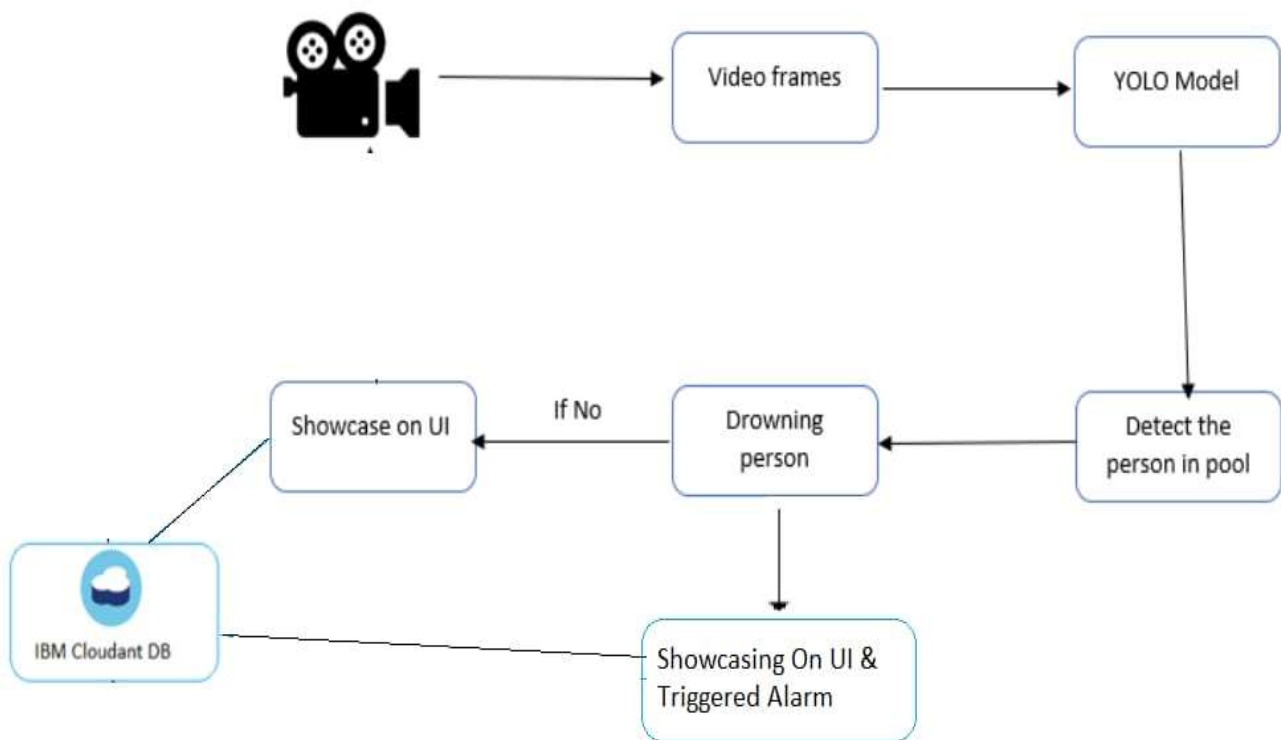 Video frames
YOLO Model
Showcase on UI
If No
Drowning
person
Detect the
person in pool
IBM Cloudant DB
Showcasing On UI &
Triggered Alarm